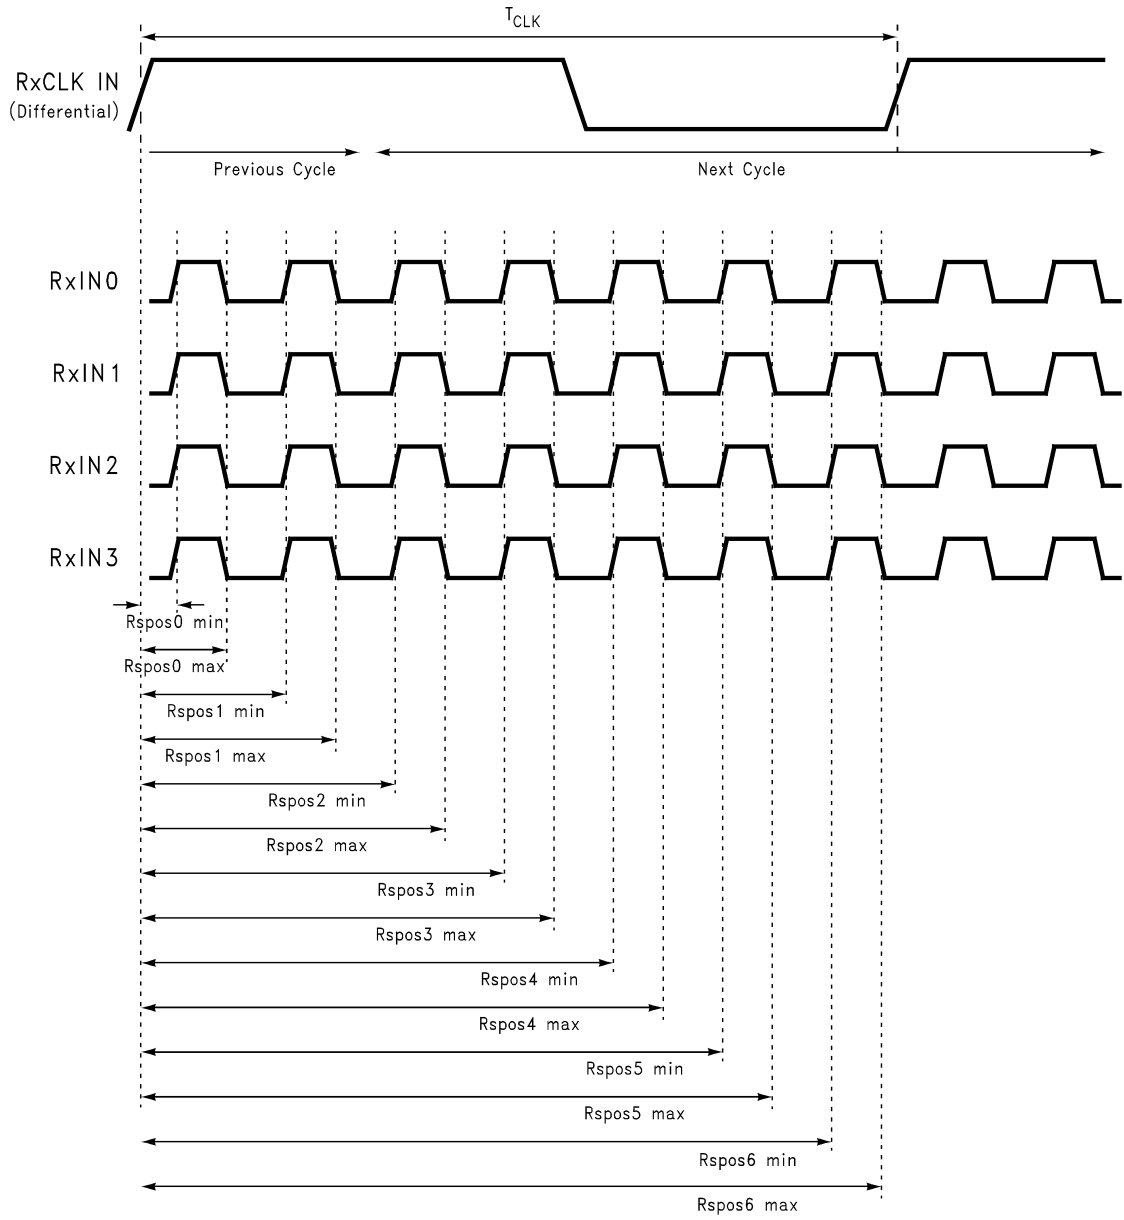 TCLK
RxCLK IN
(Differential)
Previous Cycle
Next Cycle
RxIN0
RxIN1
RxIN2
RxIN3
Rspos0 min
Rspos0 max
Rspos1 min
Rspos1 max
Rspos2 min
Rspos2 max
Rspos3 min
Rspos3 max
Rspos4 min
Rspos4 max
Rspos5 min
Rspos5 max
Rspos6 min
Rspos6 max